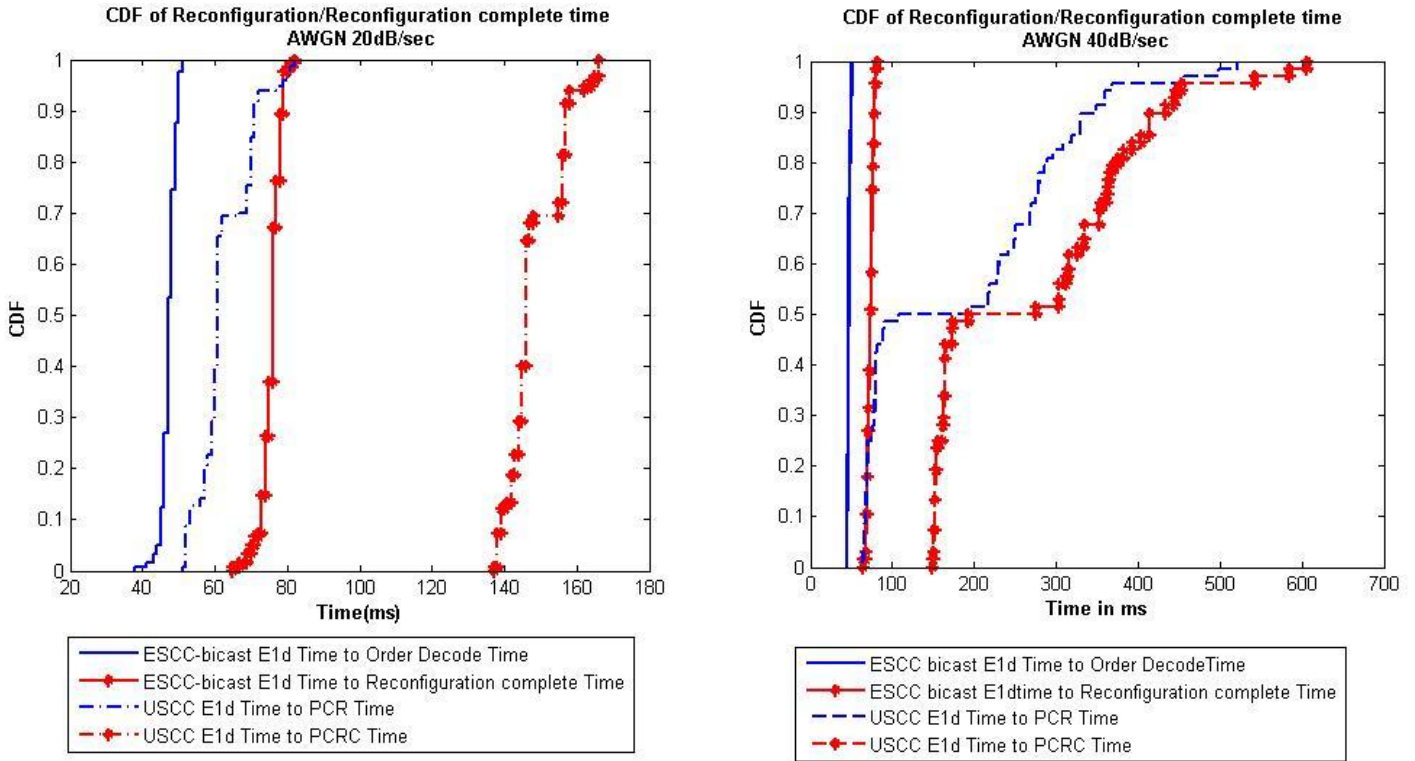 CDF of Reconfiguration/Reconfiguration complete time
AWGN 20dB/sec
1
0.9
0.8
0.7
0.6
0.5
0.4
0.3
0.2
0.1
0
CDF
20
40
60
80
100
120
140
160
180
Time(ms)
ESCC-bicast E1d Time to Order Decode Time
ESCC-bicast E1d Time to Reconfiguration complete Time
USCC E1d Time to PCR Time
USCC E1d Time to PCRC Time
CDF of Reconfiguration/Reconfiguration complete time
AWGN 40dB/sec
1
0.9
0.8
0.7
0.6
0.5
0.4
0.3
0.2
0.1
0
CDF
0
100
200
300
400
500
600
700
Time in ms
ESCC bicast E1d Time to Order DecodeTime
ESCC bicast E1dtime to Reconfiguration complete Time
USCC E1d Time to PCR Time
USCC E1d Time to PCRC Time